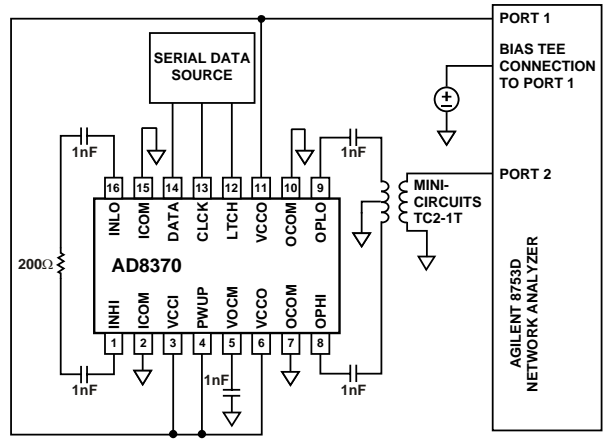 PORT 1
BIAS TEE
CONNECTION
TO PORT 1
SERIAL DATA
SOURCE
1nF
1nF
PORT 2
16 15 14 13 12 11 10 9
MINI-
CIRCUITS
TC2-1T
INLO ICOM DATA CLCK LTCH VCCO OCOM OPLO
200Ω
AD8370
INHI ICOM VCCI PWUP VOCM VCCO OCOM OPHI
1 2 3 4 5 6 7 8
1nF
1nF
1nF
AGILENT 8753D
NETWORK ANALYZER